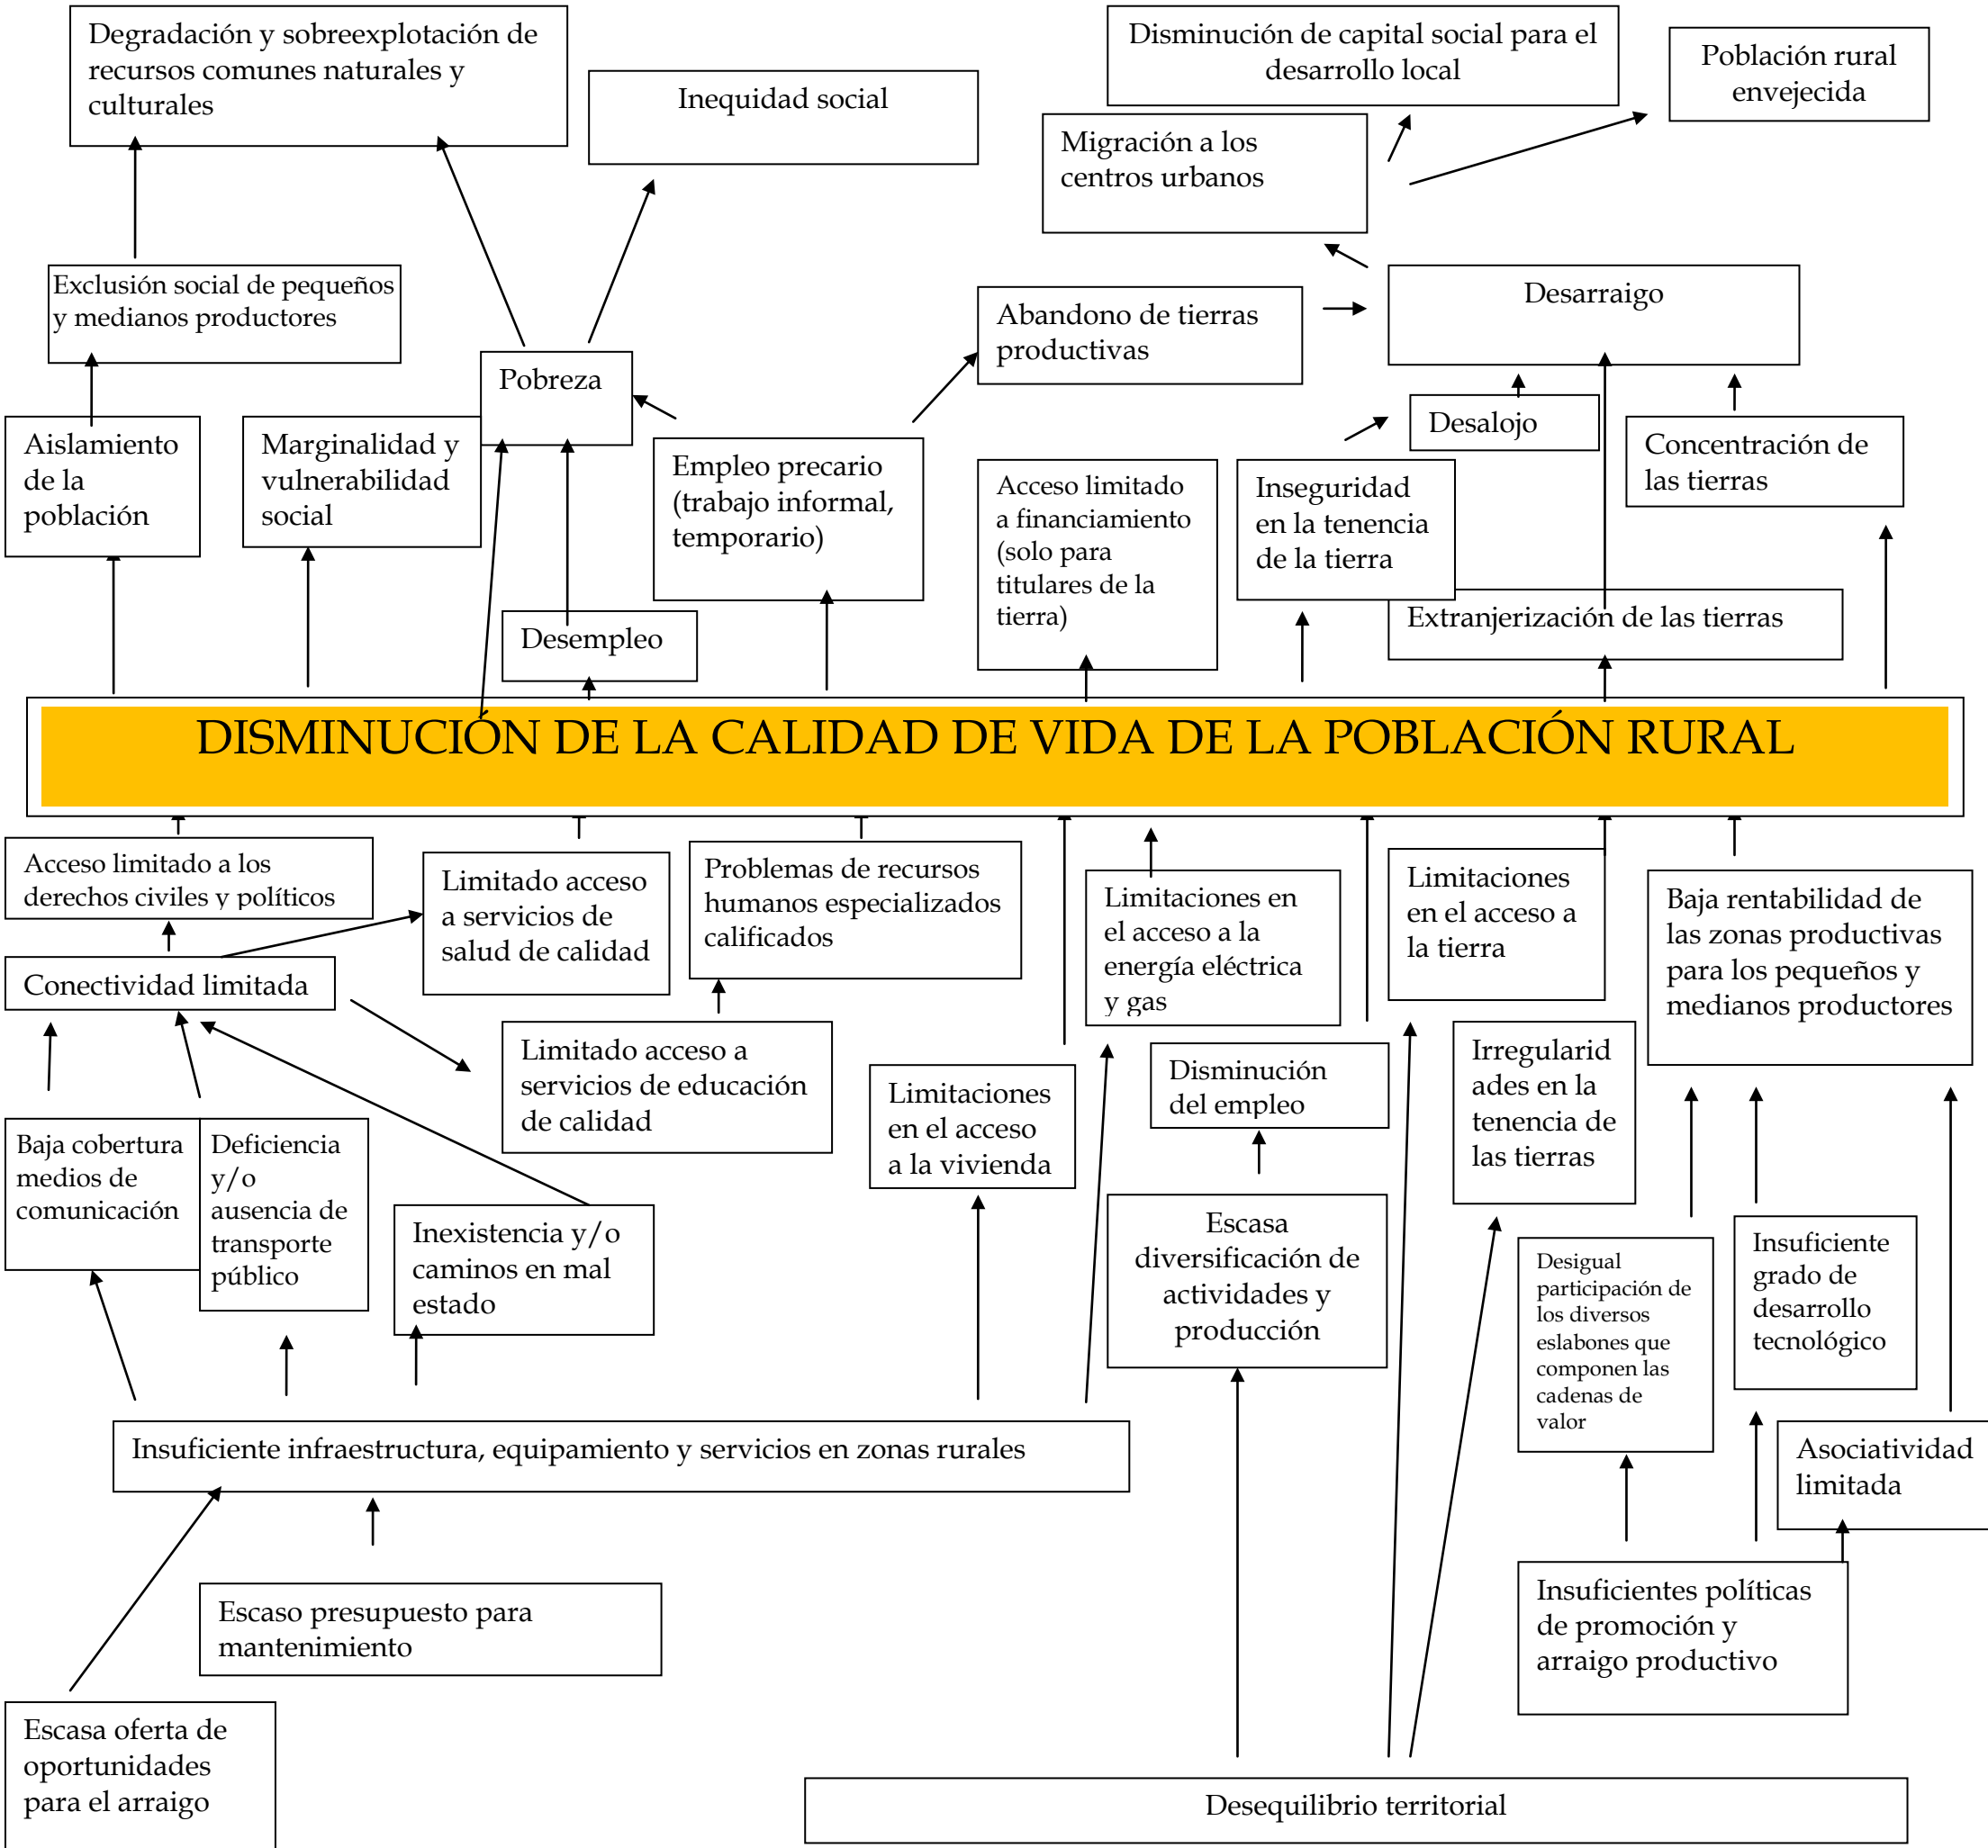 Degradación y sobreexplotación de
recursos comunes naturales y
culturales
Inequidad social
Disminución de capital social para el
desarrollo local
Población rural
envejecida
Migración a los
centros urbanos
Exclusión social de pequeños
y medianos productores
Abandono de tierras
productivas
Desarraigo
Pobreza
Aislamiento
de la
población
Marginalidad y
vulnerabilidad
social
Empleo precario
(trabajo informal,
temporario)
Acceso limitado
a financiamiento
(solo para
titulares de la
tierra)
Inseguridad
en la tenencia
de la tierra
Desalojo
Concentración de
las tierras
Desempleo
Extranjerización de las tierras
DISMINUCIÓN DE LA CALIDAD DE VIDA DE LA POBLACIÓN RURAL
Acceso limitado a los
derechos civiles y políticos
Limitado acceso
a servicios de
salud de calidad
Problemas de recursos
humanos especializados
calificados
Limitaciones en
el acceso a la
energía eléctrica
y gas
Limitaciones
en el acceso a
la tierra
Baja rentabilidad de
las zonas productivas
para los pequeños y
medianos productores
Conectividad limitada
Limitado acceso a
servicios de educación
de calidad
Limitaciones
en el acceso
a la vivienda
Disminución
del empleo
Irregularid
ades en la
tenencia de
las tierras
Baja cobertura
medios de
comunicación
Deficiencia
y/o
ausencia de
transporte
público
Inexistencia y/o
caminos en mal
estado
Escasa
diversificación de
actividades y
producción
Desigual
participación de
los diversos
eslabones que
componen las
cadenas de
valor
Insuficiente
grado de
desarrollo
tecnológico
Insuficiente infraestructura, equipamiento y servicios en zonas rurales
Asociatividad
limitada
Escaso presupuesto para
mantenimiento
Insuficientes políticas
de promoción y
arraigo productivo
Escasa oferta de
oportunidades
para el arraigo
Desequilibrio territorial